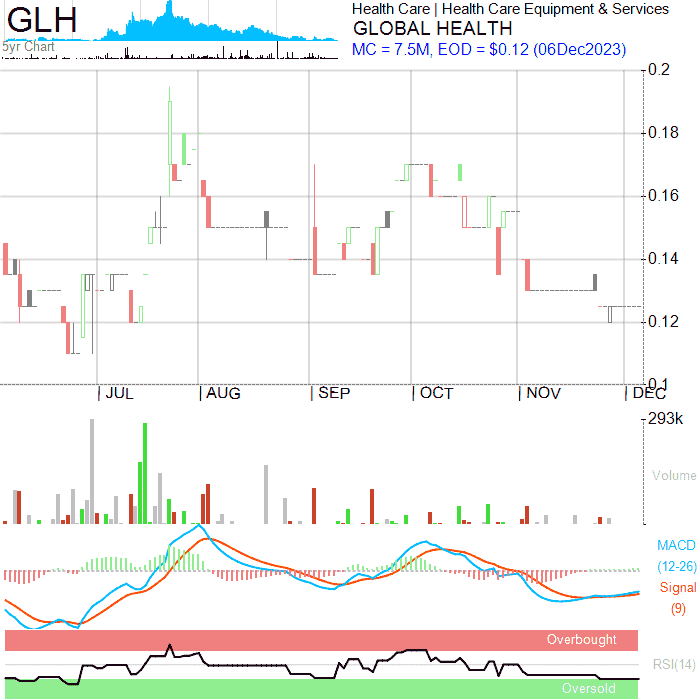 GLH
5yr Chart
Health Care | Health Care Equipment & Services
GLOBAL HEALTH
MC = 7.5M, EOD = $0.12 (06Dec2023)
0.2
0.18
0.16
0.14
0.12
0.1
JUL AUG SEP OCT NOV DEC
293k
Volume
MACD
(12-26)
Signal
(9)
Overbought
RSI(14)
Oversold